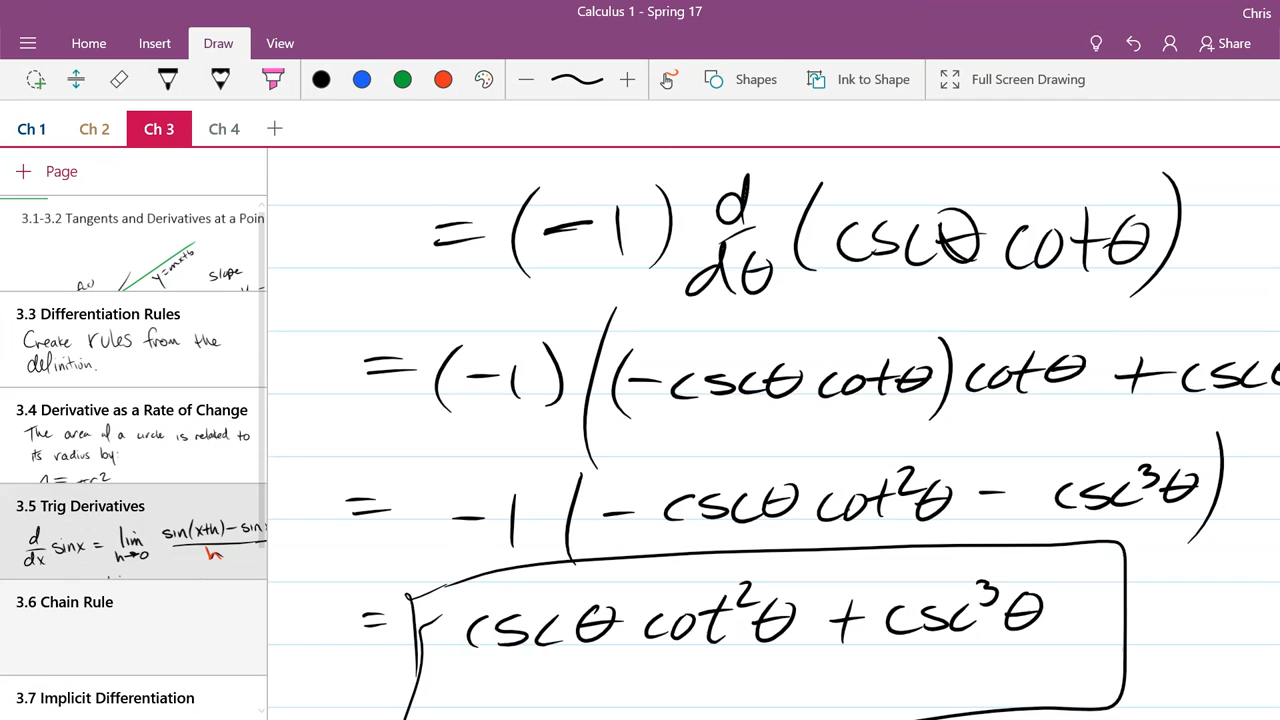 Calculus 1 - Spring 17
Chris
Home Insert Draw View Share
Shapes Ink to Shape Full Screen Drawing
Ch 1 Ch 2 Ch 3 Ch 4
Page
3.1-3.2 Tangents and Derivatives at a Poin
y=mx+b
slope
3.3 Differentiation Rules
Create rules from the
definition.
3.4 Derivative as a Rate of Change
The area of a circle is related to
its radius by:
3.5 Trig Derivatives
d/dx sinx = lim h→0 sin(x+h) - sin / h
3.6 Chain Rule
3.7 Implicit Differentiation
= (-1) d/dθ (cscθ cotθ)
= (-1) ((-cscθ cotθ) cotθ + csc
= -1 (- cscθ cot²θ - csc³θ)
= cscθ cot²θ + csc³θ